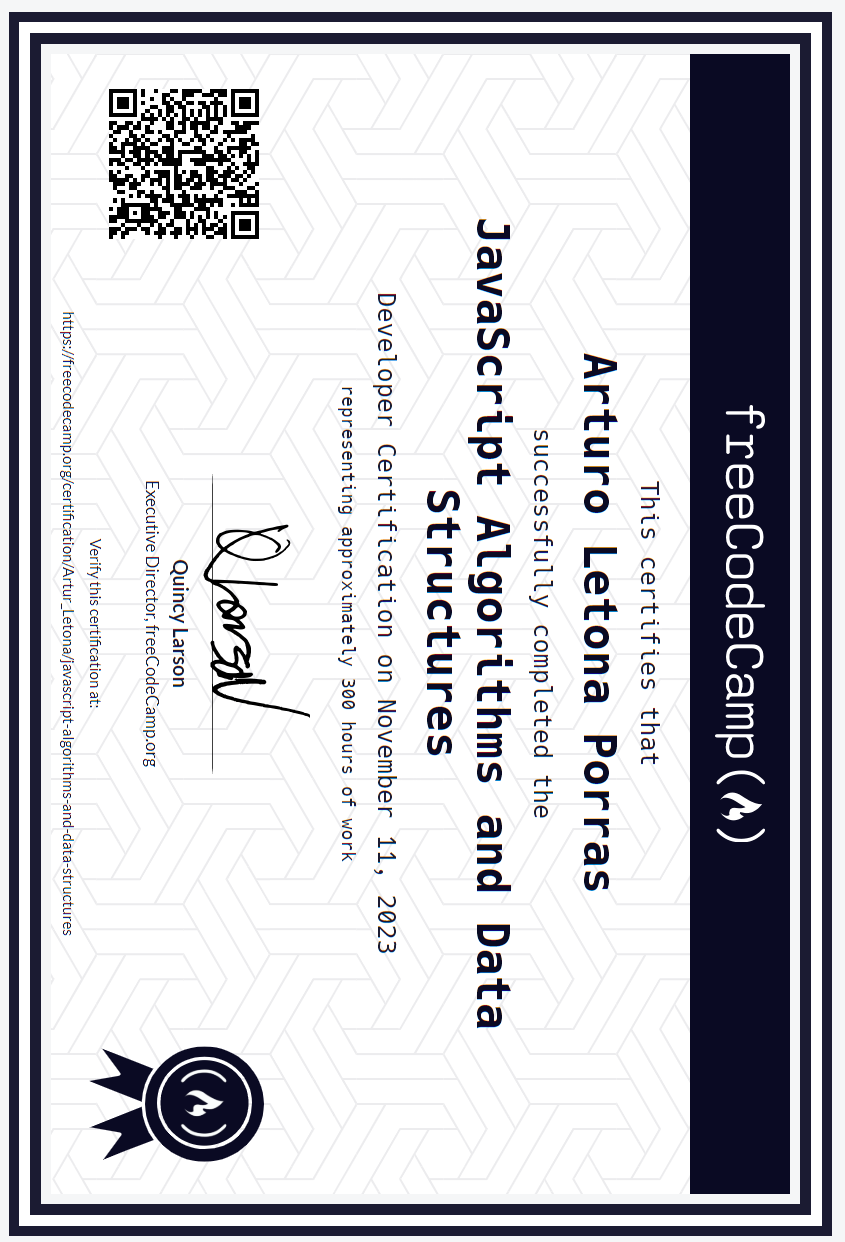 freeCodeCamp(🔥)
This certifies that
Arturo Letona Porras
successfully completed the
JavaScript Algorithms and Data
Structures
Developer Certification on November 11, 2023
representing approximately 300 hours of work
Quincy Larson
Executive Director, freeCodeCamp.org
Verify this certification at:
https://freecodecamp.org/certification/Artur_Letona/javascript-algorithms-and-data-structures